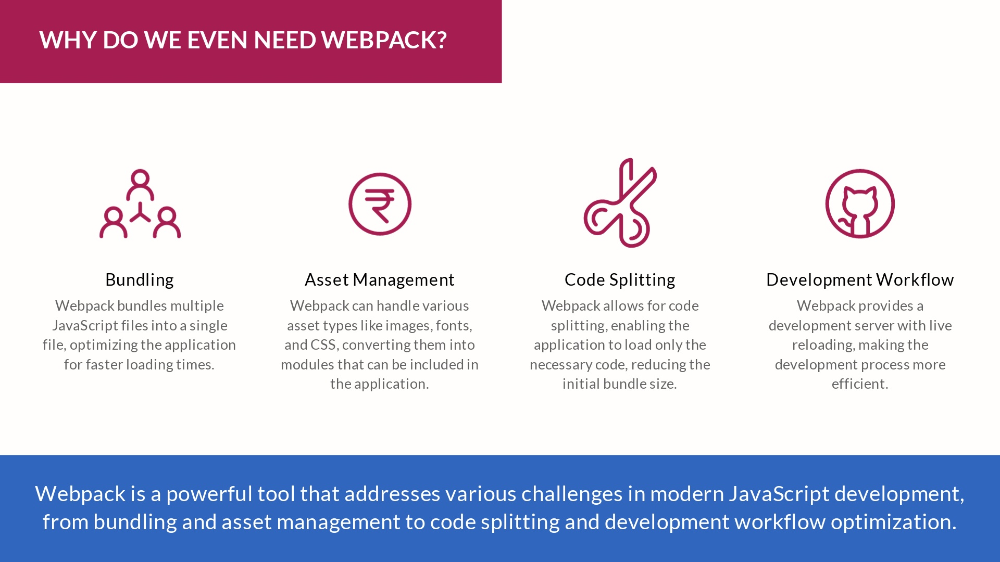 WHY DO WE EVEN NEED WEBPACK?
Bundling
Webpack bundles multiple
JavaScript files into a single
file, optimizing the application
for faster loading times.
Asset Management
Webpack can handle various
asset types like images, fonts,
and CSS, converting them into
modules that can be included in
the application.
Code Splitting
Webpack allows for code
splitting, enabling the
application to load only the
necessary code, reducing the
initial bundle size.
Development Workflow
Webpack provides a
development server with live
reloading, making the
development process more
efficient.
Webpack is a powerful tool that addresses various challenges in modern JavaScript development,
from bundling and asset management to code splitting and development workflow optimization.